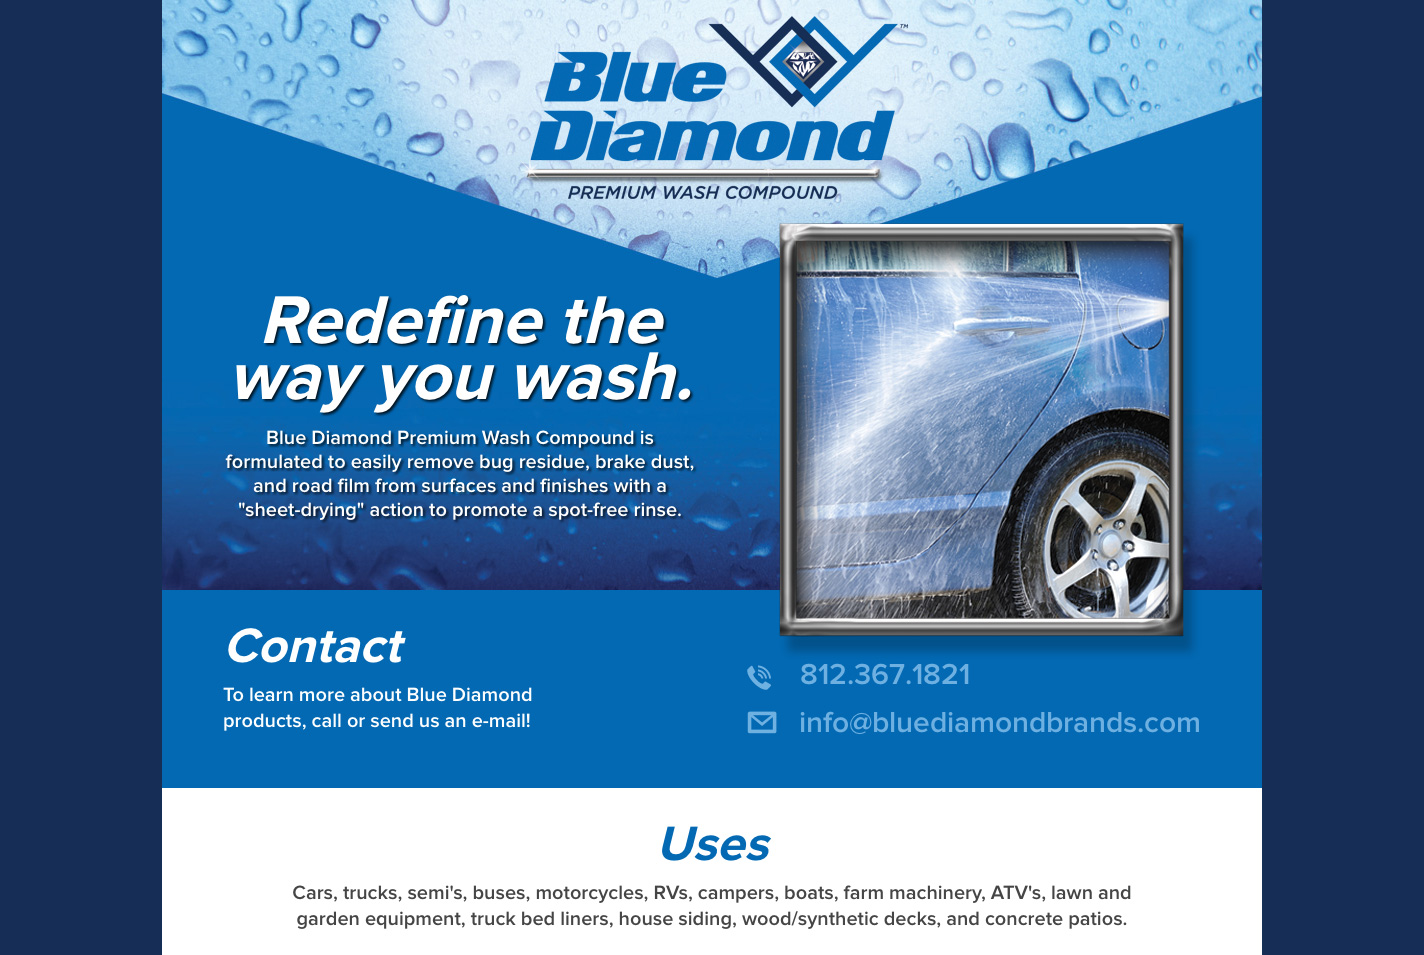 Blue
Diamond
™
PREMIUM WASH COMPOUND
Redefine the
way you wash.
Blue Diamond Premium Wash Compound is
formulated to easily remove bug residue, brake dust,
and road film from surfaces and finishes with a
"sheet-drying" action to promote a spot-free rinse.
Contact
To learn more about Blue Diamond
products, call or send us an e-mail!
812.367.1821
info@bluediamondbrands.com
Uses
Cars, trucks, semi's, buses, motorcycles, RVs, campers, boats, farm machinery, ATV's, lawn and
garden equipment, truck bed liners, house siding, wood/synthetic decks, and concrete patios.